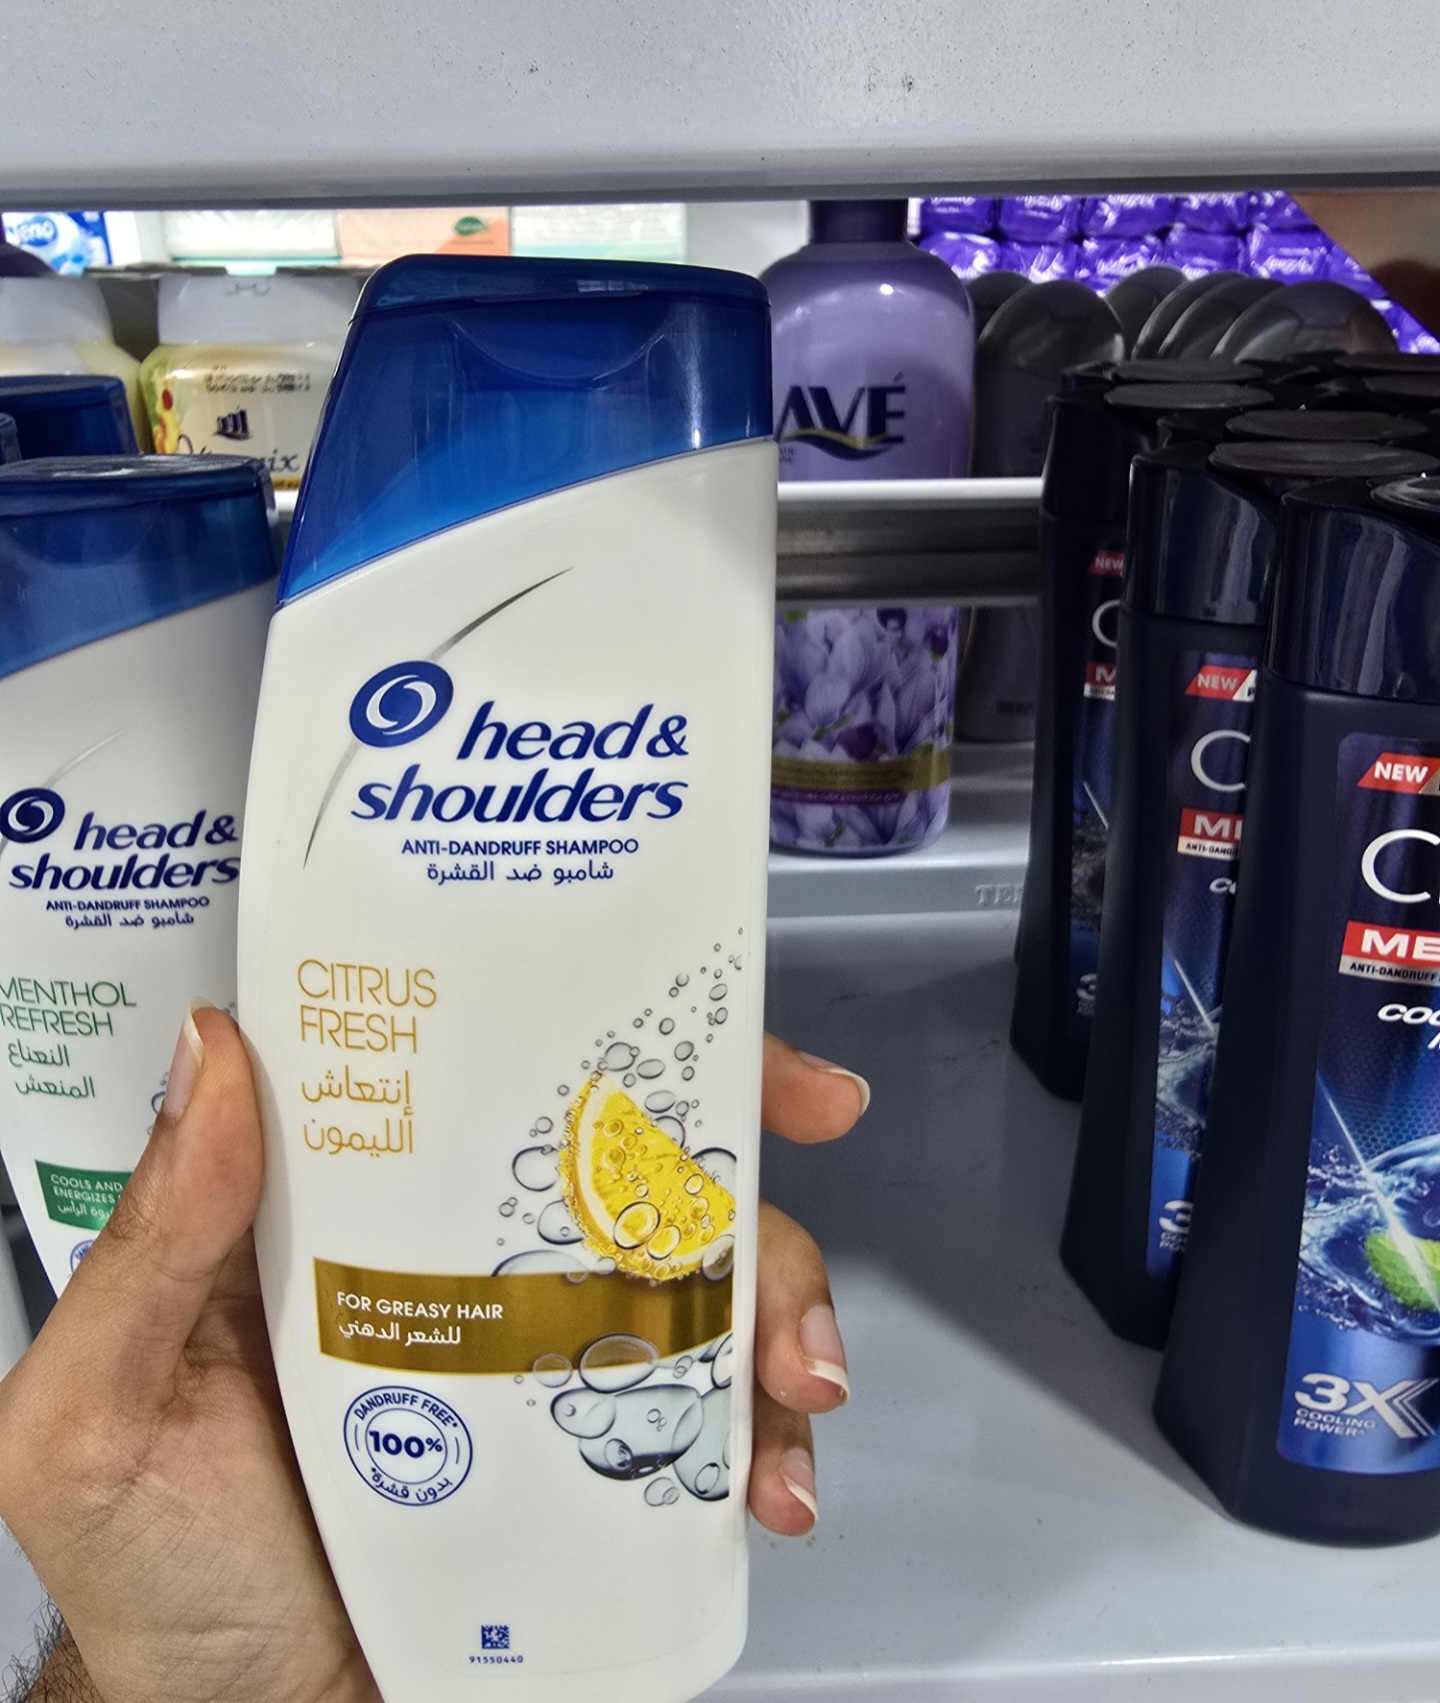 head &
shoulders
ANTI-DANDRUFF SHAMPOO
شامبو ضد القشرة
CITRUS
FRESH
إنتعاش
الليمون
FOR GREASY HAIR
للشعر الدهني
DANDRUFF FREE*
100%
بدون قشرة*
91550440
head &
shoulders
ANTI-DANDRUFF SHAMPOO
شامبو ضد القشرة
MENTHOL
REFRESH
النعناع
المنعش
COOLS AND
ENERGIZES
AVÉ
NEW
ANTI-DANDRUFF
3X
COOLING
POWER
NEW